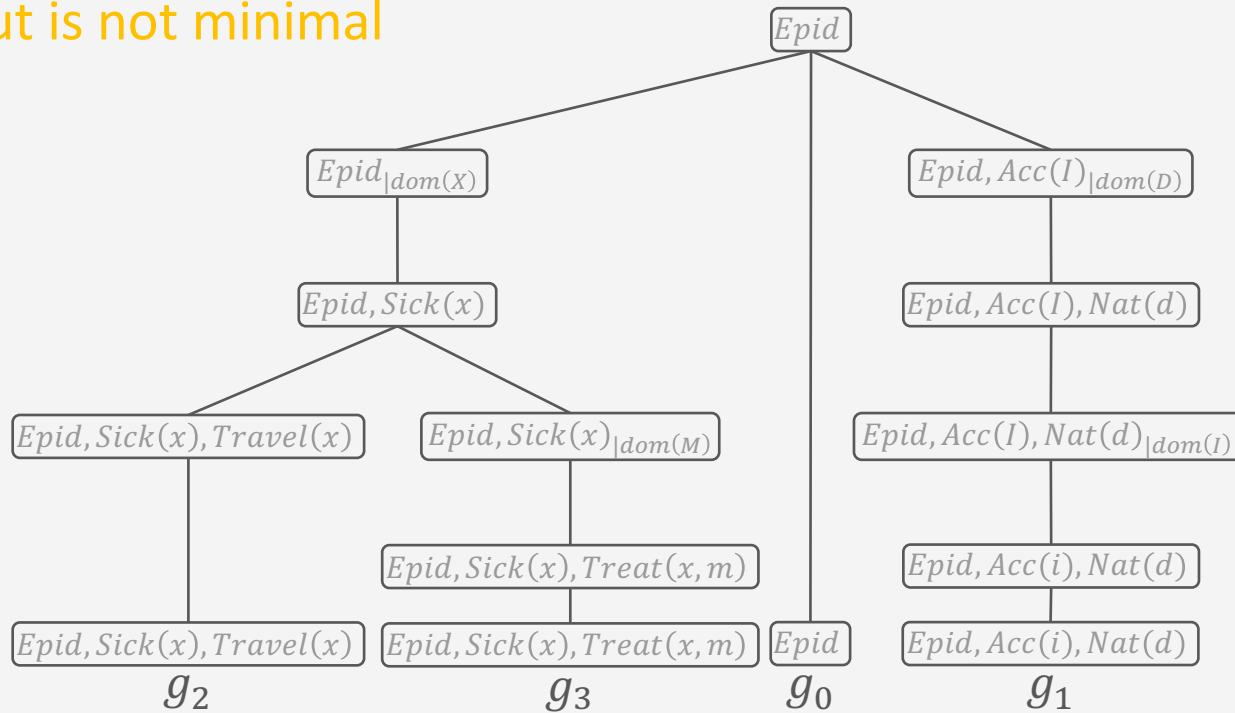 ut is not minimal
Epid
Epid_{|dom(X)}
Epid, Acc(I)_{|dom(D)}
Epid, Sick(x)
Epid, Acc(I), Nat(d)
Epid, Sick(x), Travel(x)
Epid, Sick(x)_{|dom(M)}
Epid, Acc(I), Nat(d)_{|dom(I)}
Epid, Sick(x), Treat(x, m)
Epid, Acc(i), Nat(d)
Epid, Sick(x), Travel(x)
Epid, Sick(x), Treat(x, m)
Epid
Epid, Acc(i), Nat(d)
g₂
g₃
g₀
g₁